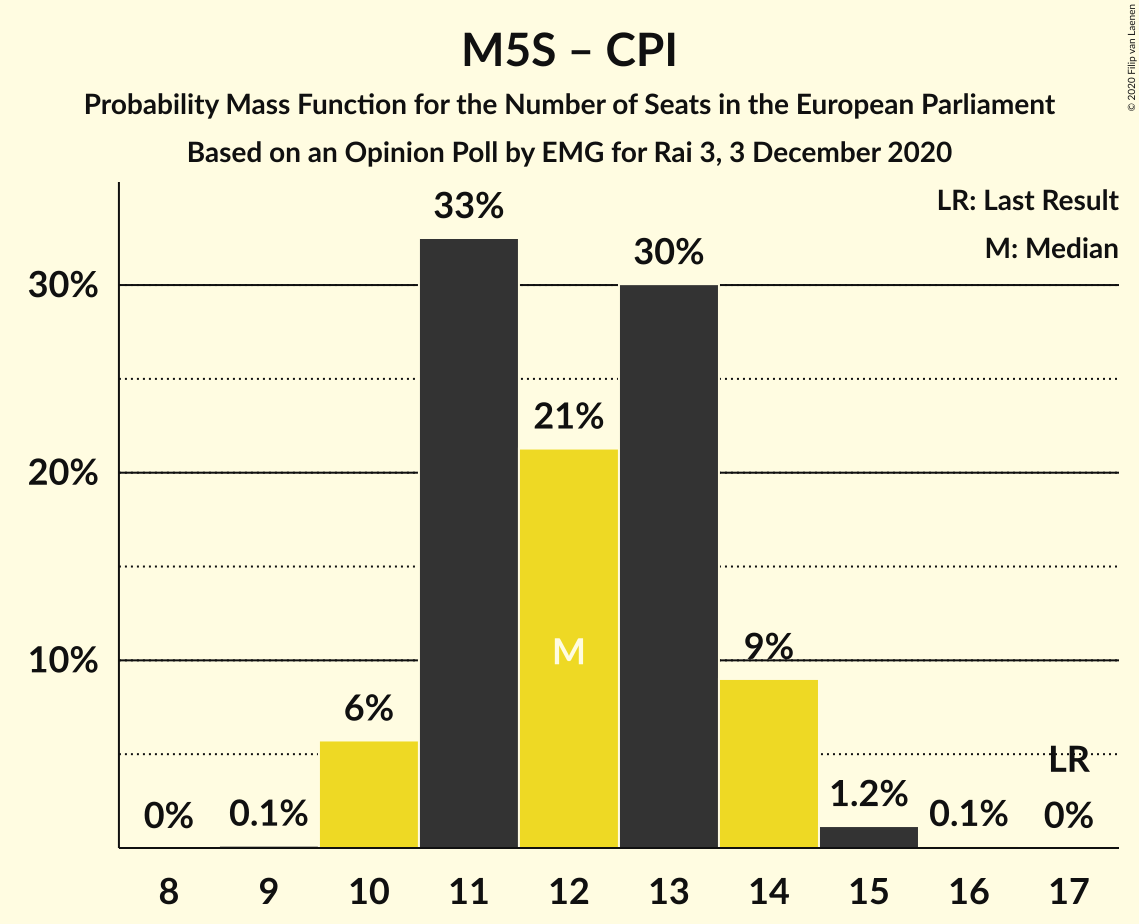 M5S – CPI
Probability Mass Function for the Number of Seats in the European Parliament
Based on an Opinion Poll by EMG for Rai 3, 3 December 2020
© 2020 Filip van Laenen
LR: Last Result
M: Median
33%
30%
30%
21%
20%
M
10%
9%
6%
LR
0%
0.1%
1.2%
0.1%
0%
8 9 10 11 12 13 14 15 16 17